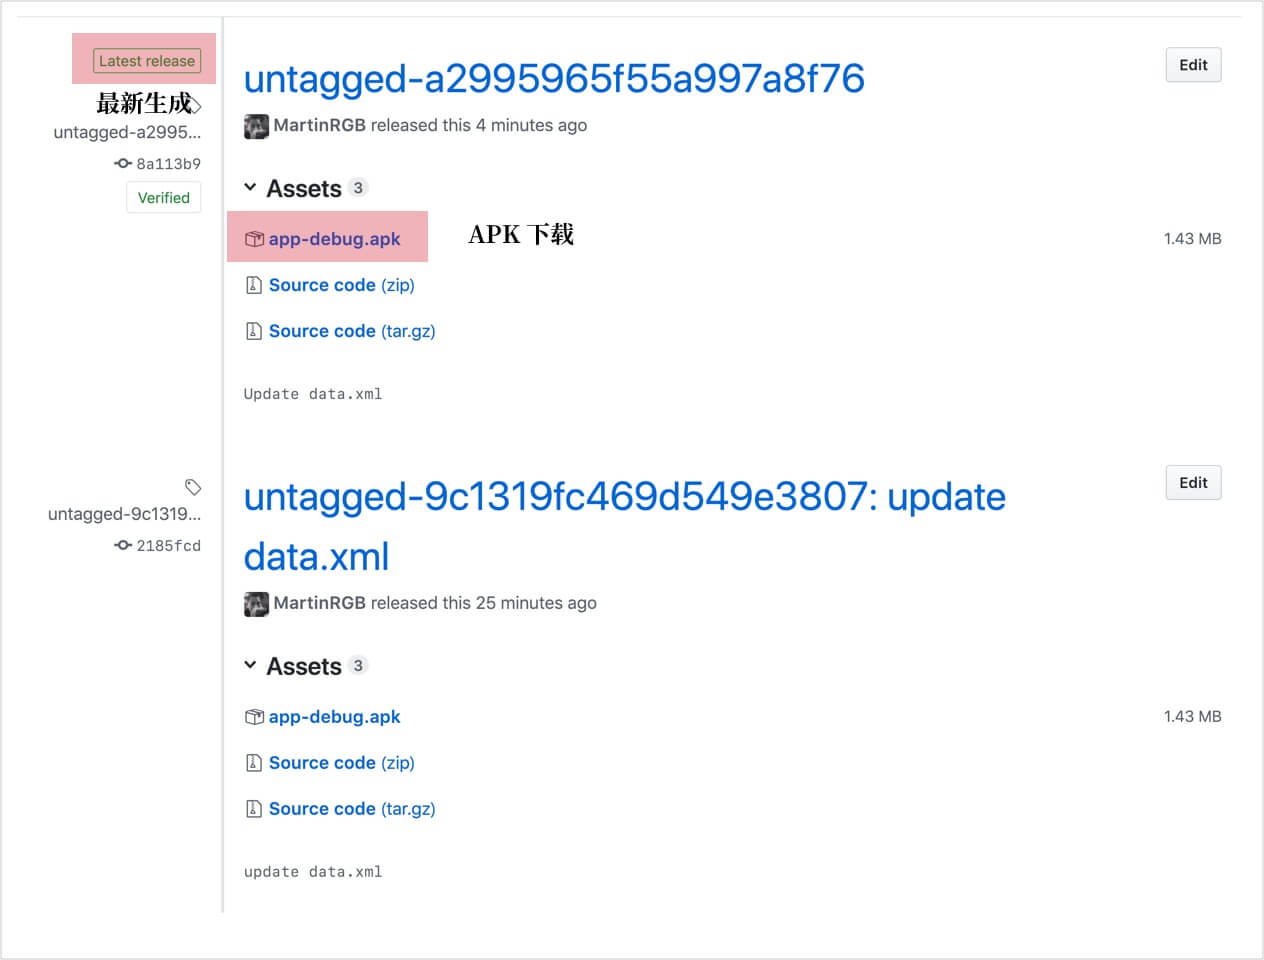 Latest release
最新生成
untagged-a2995...
8a113b9
Verified
untagged-a2995965f55a997a8f76
Edit
MartinRGB released this 4 minutes ago
Assets 3
app-debug.apk
APK 下载
1.43 MB
Source code (zip)
Source code (tar.gz)
Update data.xml
untagged-9c1319...
2185fcd
untagged-9c1319fc469d549e3807: update
data.xml
Edit
MartinRGB released this 25 minutes ago
Assets 3
app-debug.apk
1.43 MB
Source code (zip)
Source code (tar.gz)
update data.xml